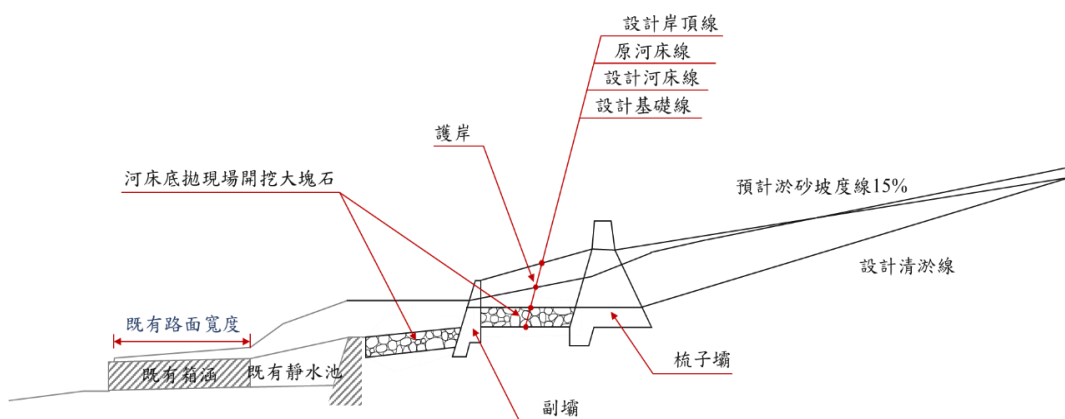 設計岸頂線
原河床線
設計河床線
設計基礎線
護岸
河床底拋現場開挖大塊石
預計淤砂坡度線15%
設計清淤線
既有路面寬度
既有箱涵
既有靜水池
梳子壩
副壩